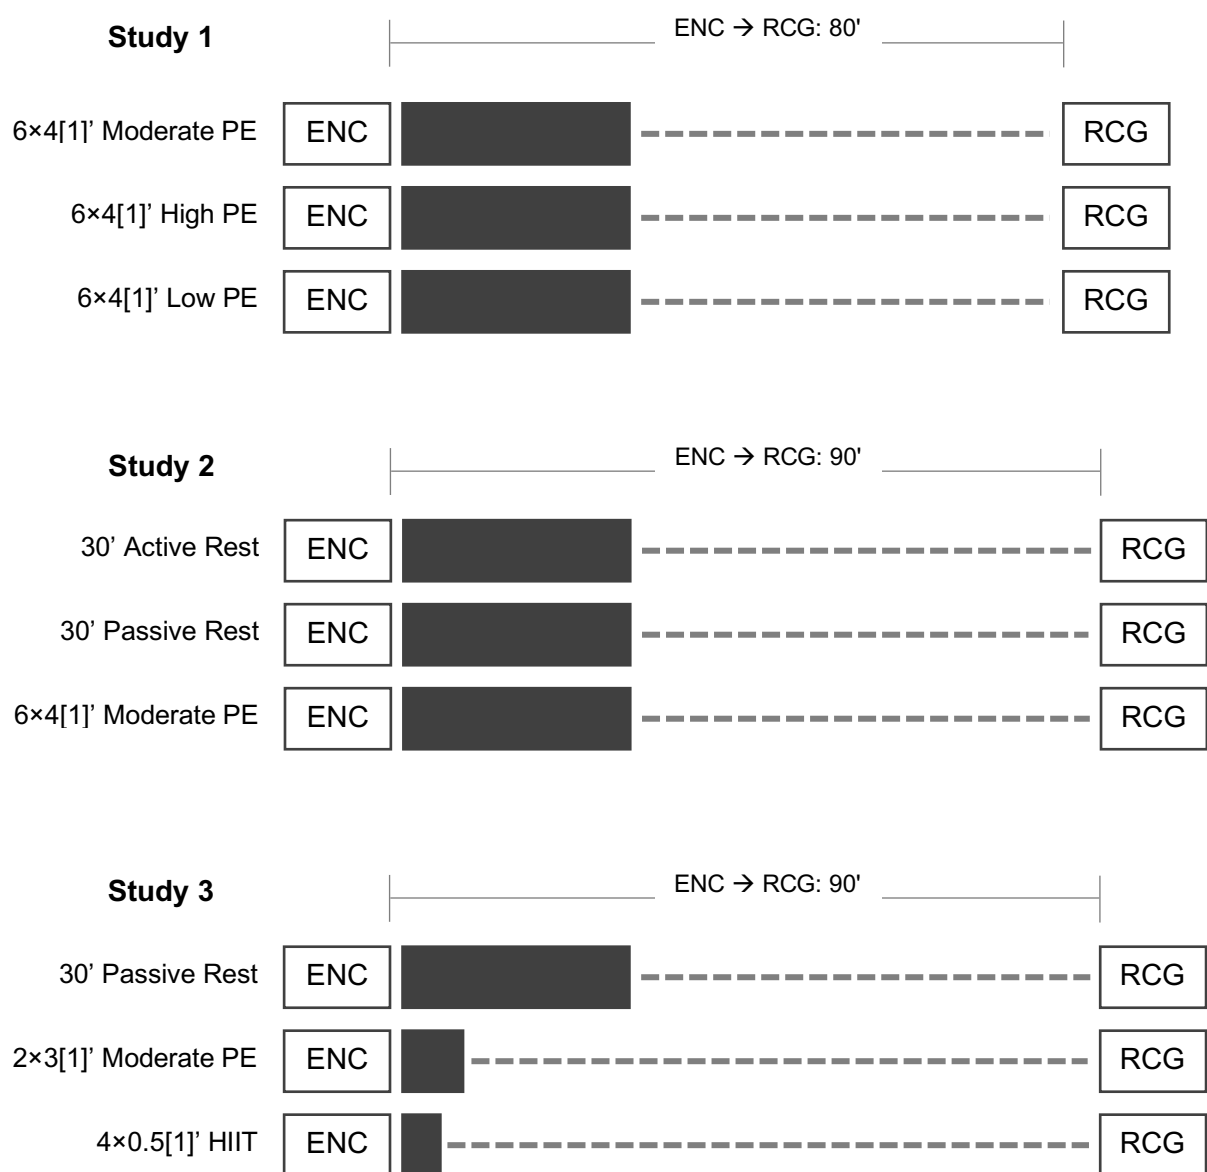 Study 1
ENC → RCG: 80'
6×4[1]’ Moderate PE ENC RCG
6×4[1]’ High PE ENC RCG
6×4[1]’ Low PE ENC RCG
Study 2
ENC → RCG: 90'
30’ Active Rest ENC RCG
30’ Passive Rest ENC RCG
6×4[1]’ Moderate PE ENC RCG
Study 3
ENC → RCG: 90'
30’ Passive Rest ENC RCG
2×3[1]’ Moderate PE ENC RCG
4×0.5[1]’ HIIT ENC RCG